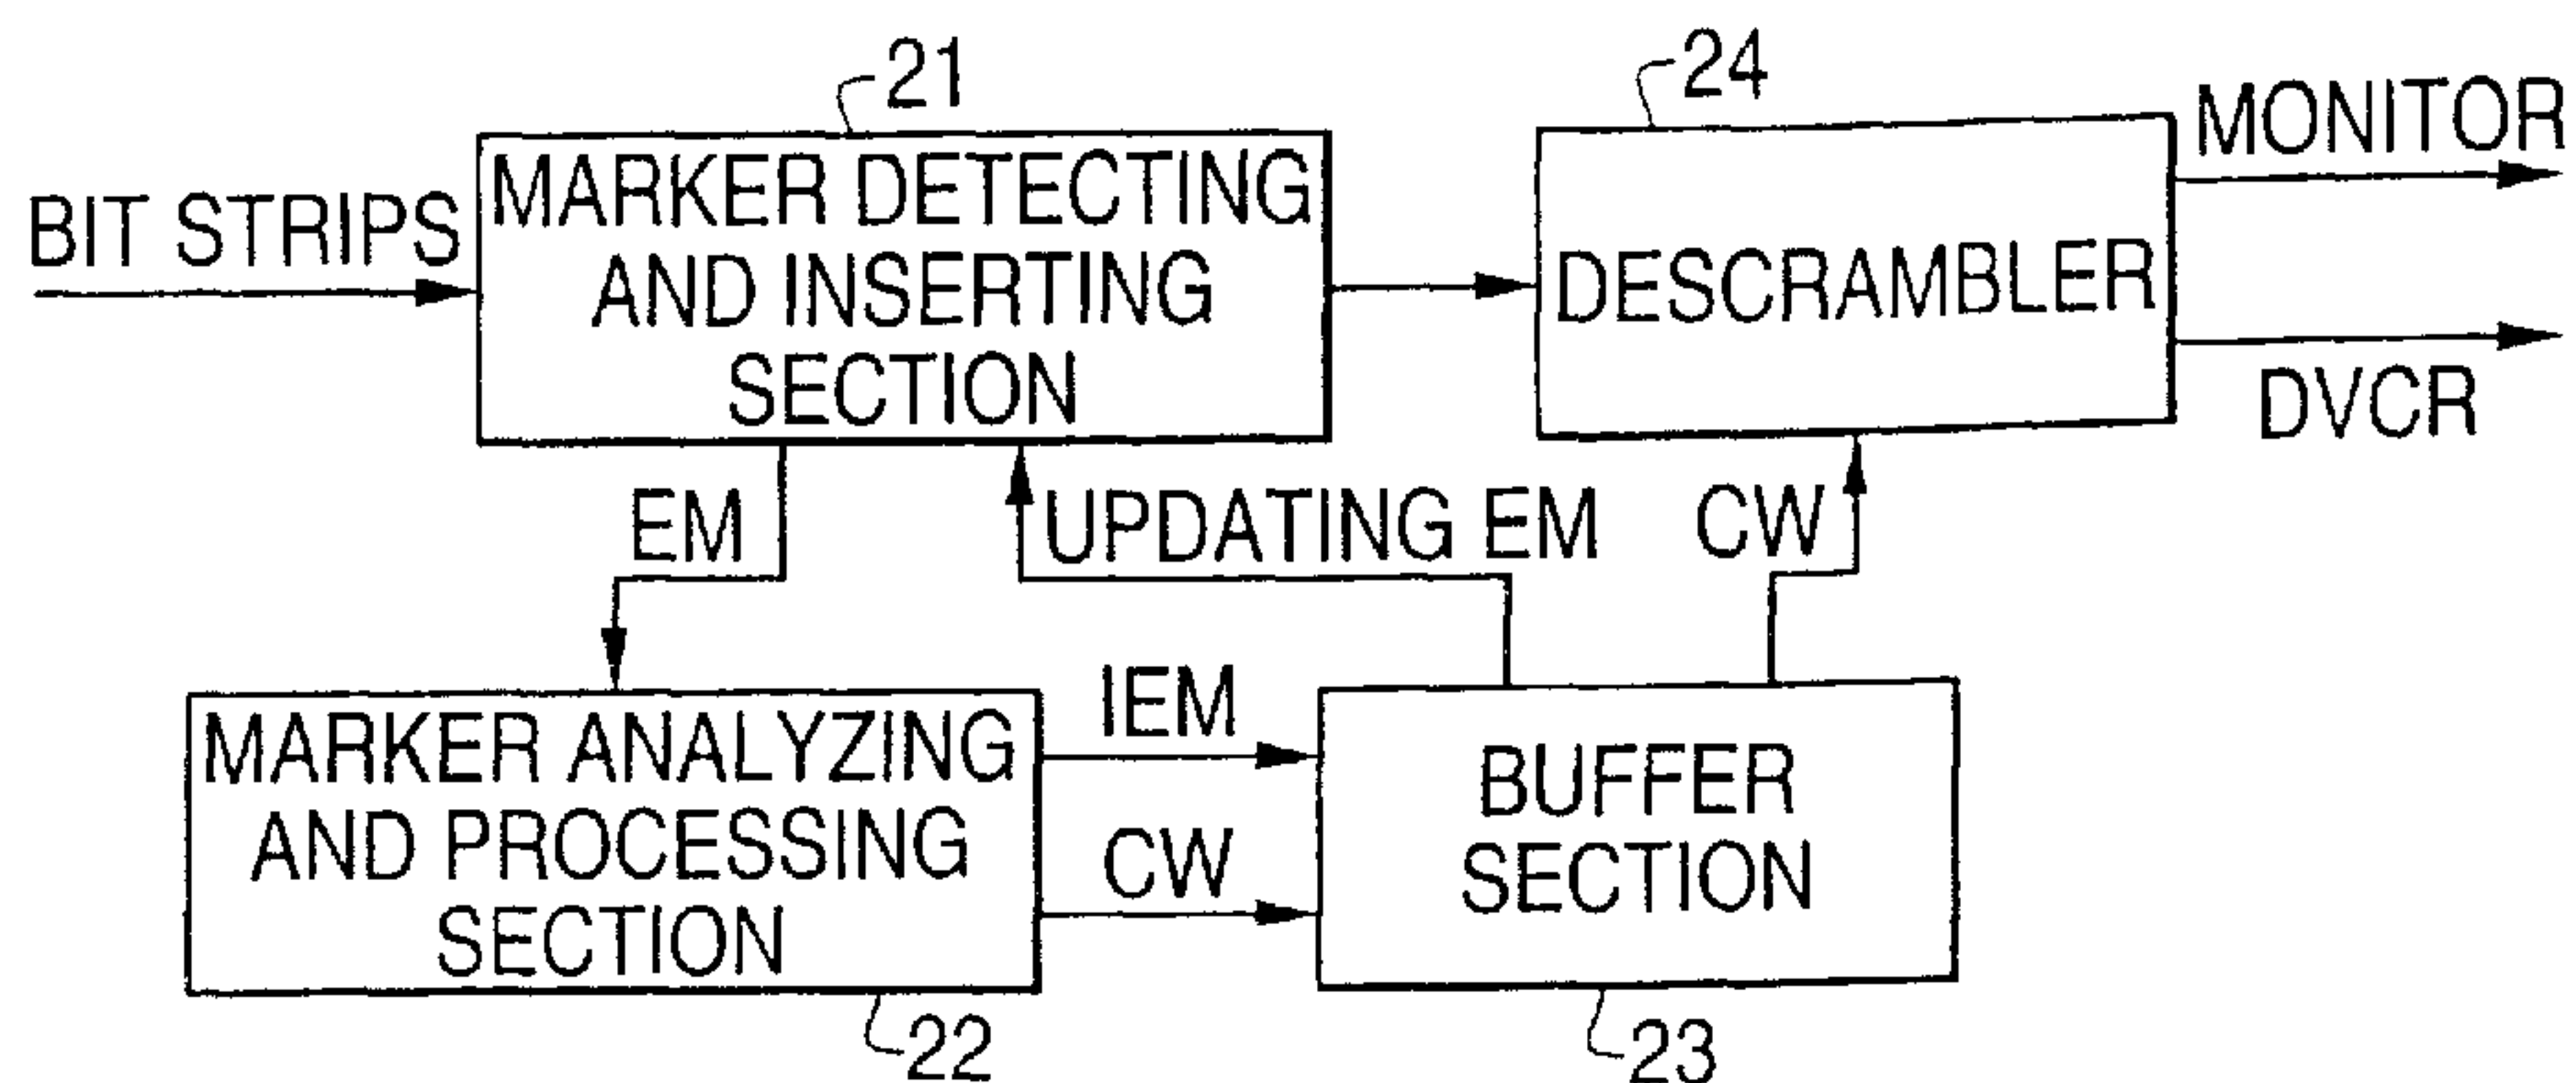 21
24
MONITOR
BIT STRIPS
MARKER DETECTING
AND INSERTING
SECTION
DESCRAMBLER
DVCR
EM
UPDATING EM
CW
MARKER ANALYZING
AND PROCESSING
SECTION
IEM
CW
BUFFER
SECTION
22
23